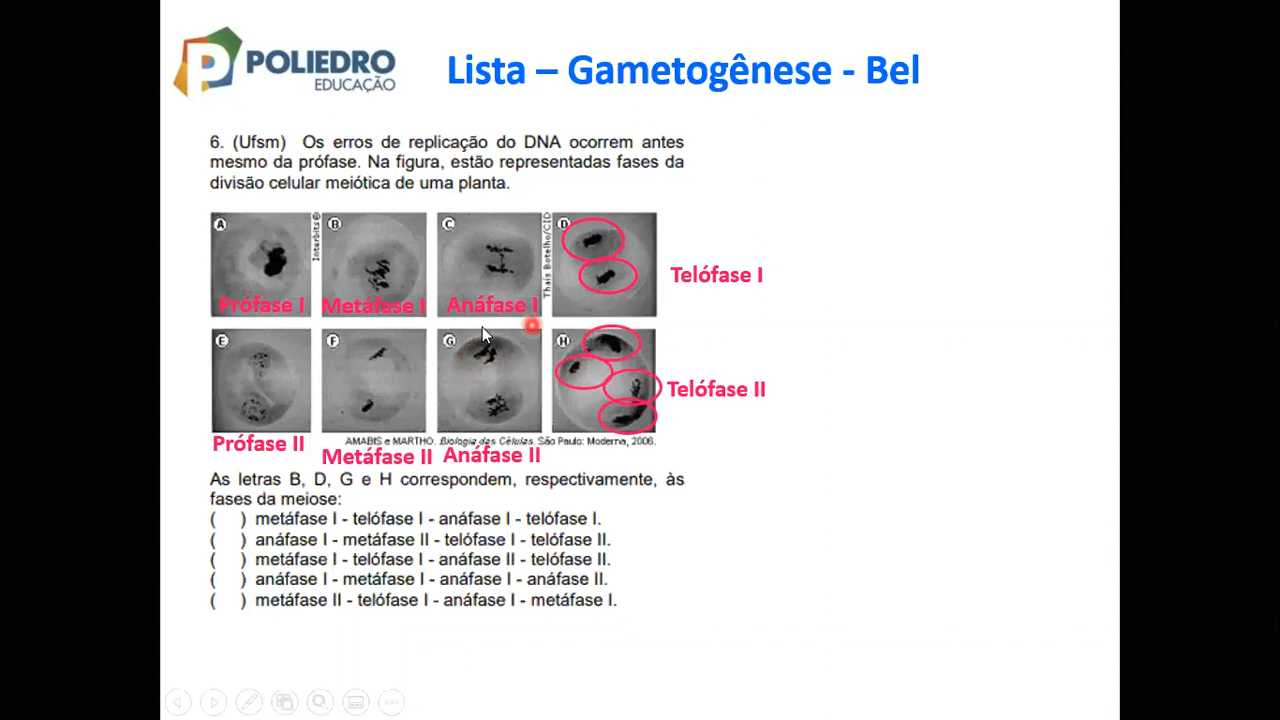 POLIEDRO
EDUCAÇÃO
Lista – Gametogênese - Bel
6. (Ufsm) Os erros de replicação do DNA ocorrem antes
mesmo da prófase. Na figura, estão representadas fases da
divisão celular meiótica de uma planta.
A
B
C
D
Interbits®
Thais Botelho/CID
Prófase I
Metáfase I
Anáfase I
Telófase I
E
F
G
H
Telófase II
Prófase II
Metáfase II
Anáfase II
AMABIS e MARTHO. Biologia das Células. São Paulo: Moderna, 2006.
As letras B, D, G e H correspondem, respectivamente, às
fases da meiose:
( ) metáfase I - telófase I - anáfase I - telófase I.
( ) anáfase I - metáfase II - telófase I - telófase II.
( ) metáfase I - telófase I - anáfase II - telófase II.
( ) anáfase I - metáfase I - anáfase I - anáfase II.
( ) metáfase II - telófase I - anáfase I - metáfase I.